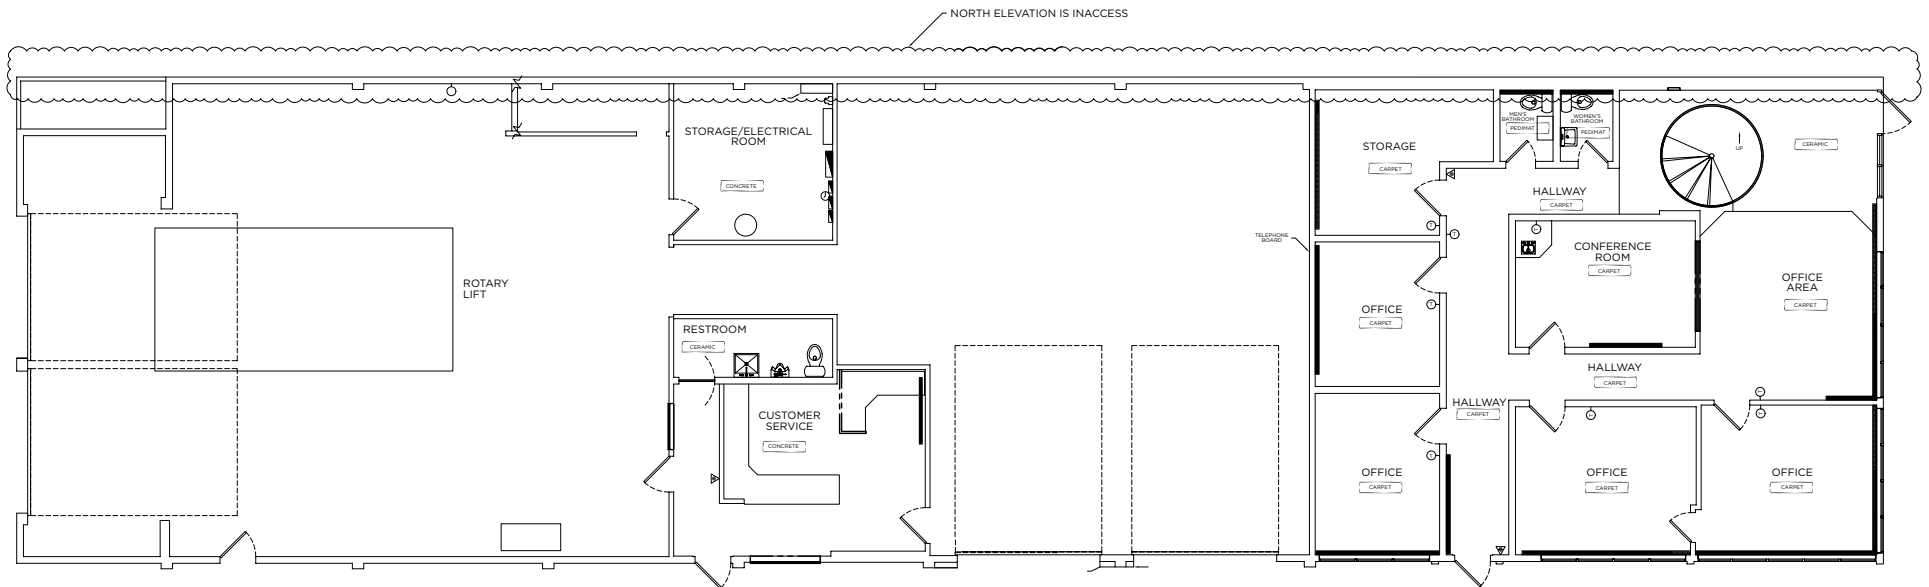 NORTH ELEVATION IS INACCESS
STORAGE/ELECTRICAL
ROOM
CONCRETE
ROTARY
LIFT
RESTROOM
CERAMIC
CUSTOMER
SERVICE
CONCRETE
TELEPHONE
BOARD
STORAGE
CARPET
T
OFFICE
CARPET
T
OFFICE
CARPET
T
MEN'S
BATHROOM
PEDIMAT
WOMEN'S
BATHROOM
PEDIMAT
HALLWAY
CARPET
T
UP
CERAMIC
CONFERENCE
ROOM
CARPET
T
OFFICE
AREA
CARPET
HALLWAY
CARPET
T
HALLWAY
CARPET
OFFICE
CARPET
T
OFFICE
CARPET
T